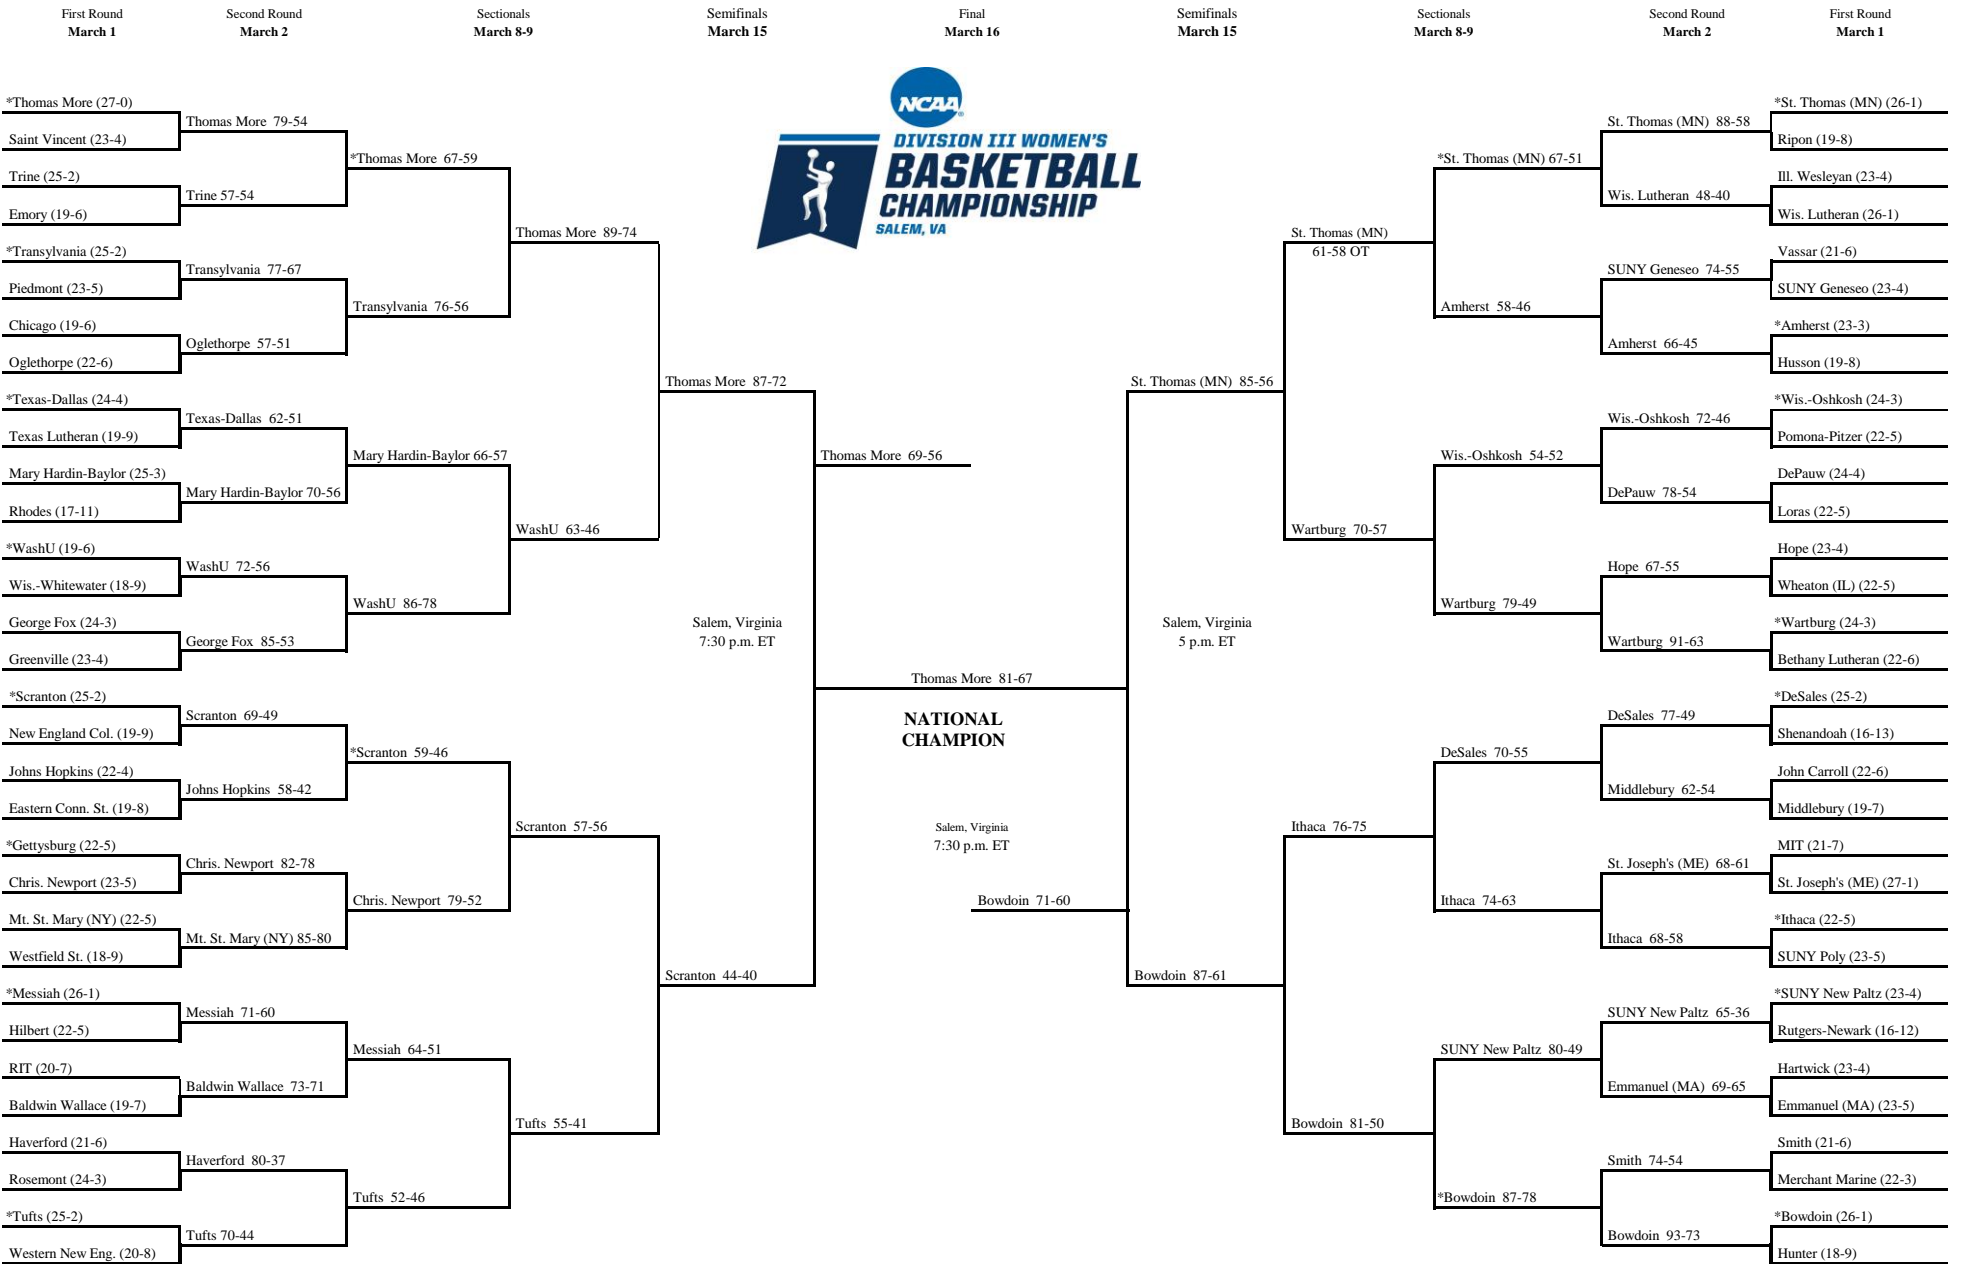 First Round
March 1
Second Round
March 2
Sectionals
March 8-9
Semifinals
March 15
Final
March 16
Semifinals
March 15
Sectionals
March 8-9
Second Round
March 2
First Round
March 1
NCAA
DIVISION III WOMEN'S
BASKETBALL
CHAMPIONSHIP
SALEM, VA
*Thomas More (27-0)
Saint Vincent (23-4)
Trine (25-2)
Emory (19-6)
*Transylvania (25-2)
Piedmont (23-5)
Chicago (19-6)
Oglethorpe (22-6)
*Texas-Dallas (24-4)
Texas Lutheran (19-9)
Mary Hardin-Baylor (25-3)
Rhodes (17-11)
*WashU (19-6)
Wis.-Whitewater (18-9)
George Fox (24-3)
Greenville (23-4)
*Scranton (25-2)
New England Col. (19-9)
Johns Hopkins (22-4)
Eastern Conn. St. (19-8)
*Gettysburg (22-5)
Chris. Newport (23-5)
Mt. St. Mary (NY) (22-5)
Westfield St. (18-9)
*Messiah (26-1)
Hilbert (22-5)
RIT (20-7)
Baldwin Wallace (19-7)
Haverford (21-6)
Rosemont (24-3)
*Tufts (25-2)
Western New Eng. (20-8)
Thomas More 79-54
Trine 57-54
Transylvania 77-67
Oglethorpe 57-51
Texas-Dallas 62-51
Mary Hardin-Baylor 70-56
WashU 72-56
George Fox 85-53
Scranton 69-49
Johns Hopkins 58-42
Chris. Newport 82-78
Mt. St. Mary (NY) 85-80
Messiah 71-60
Baldwin Wallace 73-71
Haverford 80-37
Tufts 70-44
*Thomas More 67-59
Transylvania 76-56
Mary Hardin-Baylor 66-57
WashU 86-78
*Scranton 59-46
Chris. Newport 79-52
Messiah 64-51
Tufts 52-46
Thomas More 89-74
WashU 63-46
Scranton 57-56
Tufts 55-41
Thomas More 87-72
Salem, Virginia
7:30 p.m. ET
Scranton 44-40
Thomas More 69-56
Thomas More 81-67
NATIONAL
CHAMPION
Salem, Virginia
7:30 p.m. ET
Bowdoin 71-60
St. Thomas (MN) 85-56
Salem, Virginia
5 p.m. ET
Bowdoin 87-61
St. Thomas (MN)
61-58 OT
Wartburg 70-57
Ithaca 76-75
Bowdoin 81-50
*St. Thomas (MN) 67-51
Amherst 58-46
Wis.-Oshkosh 54-52
Wartburg 79-49
DeSales 70-55
Ithaca 74-63
SUNY New Paltz 80-49
*Bowdoin 87-78
St. Thomas (MN) 88-58
Wis. Lutheran 48-40
SUNY Geneseo 74-55
Amherst 66-45
Wis.-Oshkosh 72-46
DePauw 78-54
Hope 67-55
Wartburg 91-63
DeSales 77-49
Middlebury 62-54
St. Joseph's (ME) 68-61
Ithaca 68-58
SUNY New Paltz 65-36
Emmanuel (MA) 69-65
Smith 74-54
Bowdoin 93-73
*St. Thomas (MN) (26-1)
Ripon (19-8)
Ill. Wesleyan (23-4)
Wis. Lutheran (26-1)
Vassar (21-6)
SUNY Geneseo (23-4)
*Amherst (23-3)
Husson (19-8)
*Wis.-Oshkosh (24-3)
Pomona-Pitzer (22-5)
DePauw (24-4)
Loras (22-5)
Hope (23-4)
Wheaton (IL) (22-5)
*Wartburg (24-3)
Bethany Lutheran (22-6)
*DeSales (25-2)
Shenandoah (16-13)
John Carroll (22-6)
Middlebury (19-7)
MIT (21-7)
St. Joseph's (ME) (27-1)
*Ithaca (22-5)
SUNY Poly (23-5)
*SUNY New Paltz (23-4)
Rutgers-Newark (16-12)
Hartwick (23-4)
Emmanuel (MA) (23-5)
Smith (21-6)
Merchant Marine (22-3)
*Bowdoin (26-1)
Hunter (18-9)